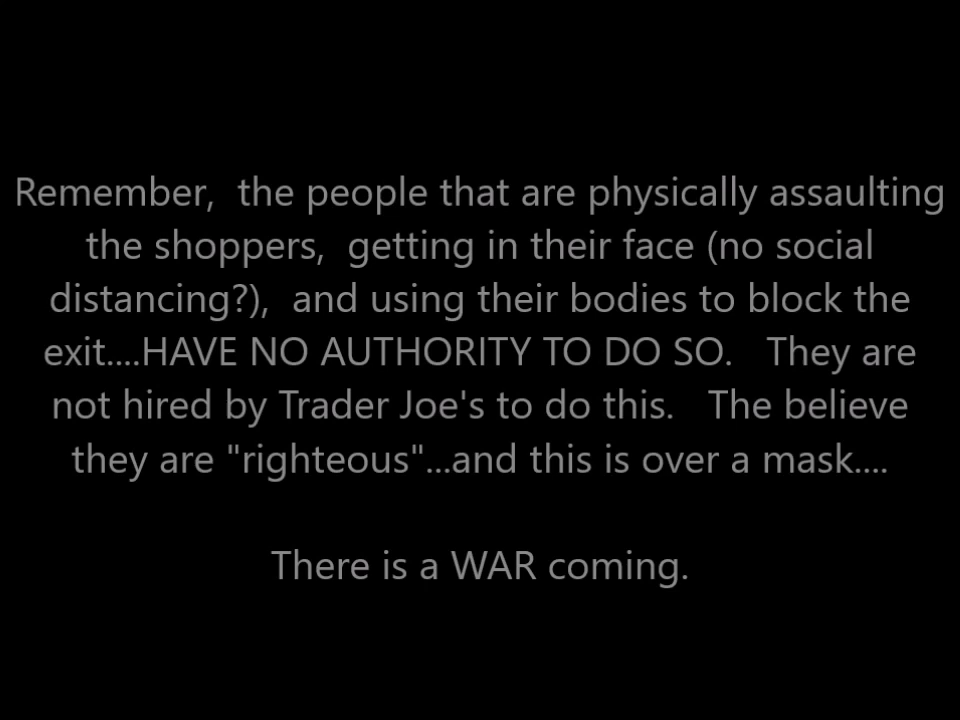 Remember,  the people that are physically assaulting
the shoppers,  getting in their face (no social
distancing?),  and using their bodies to block the
exit....HAVE NO AUTHORITY TO DO SO.   They are
not hired by Trader Joe's to do this.   The believe
they are "righteous"...and this is over a mask....
There is a WAR coming.